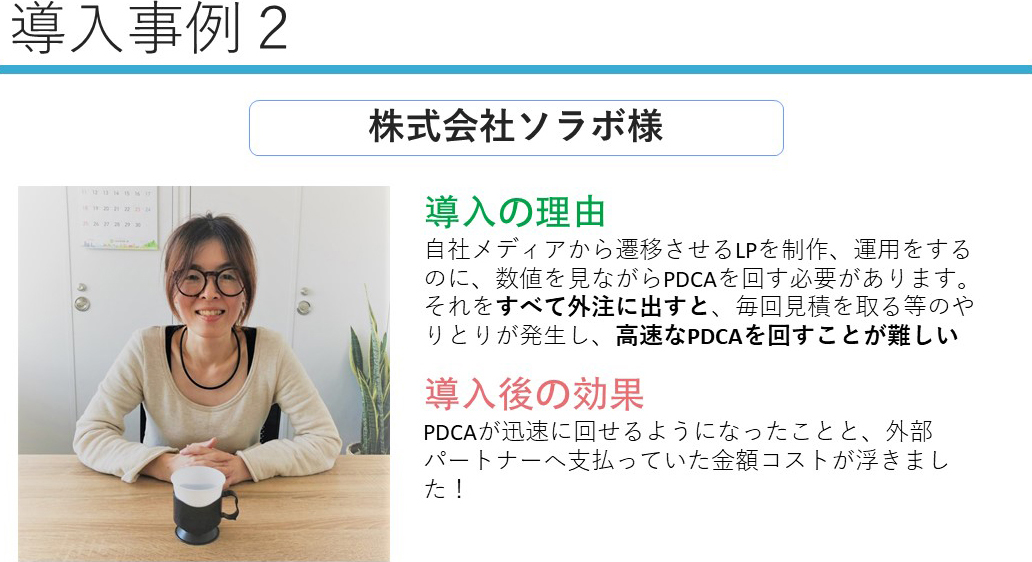 導入事例２
株式会社ソラボ様
導入の理由
自社メディアから遷移させるLPを制作、運用をする
のに、数値を見ながらPDCAを回す必要があります。
それをすべて外注に出すと、毎回見積を取る等のや
りとりが発生し、高速なPDCAを回すことが難しい
導入後の効果
PDCAが迅速に回せるようになったことと、外部
パートナーへ支払っていた金額コストが浮きまし
た！